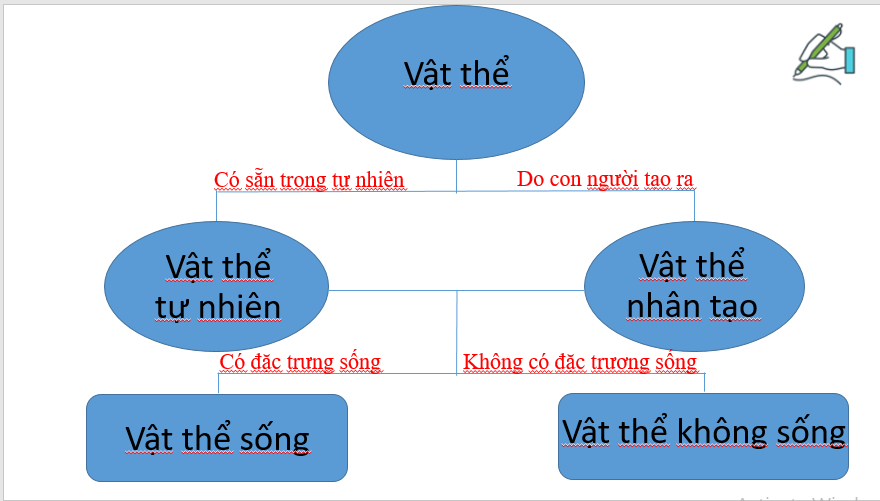 Vật thể
Có sẵn trong tư nhiên
Do con người tạo ra
Vật thể
tự nhiên
Vật thể
nhân tạo
Có đặc trưng sống
Không có đặc trương sống
Vật thể sống
Vật thể không sống